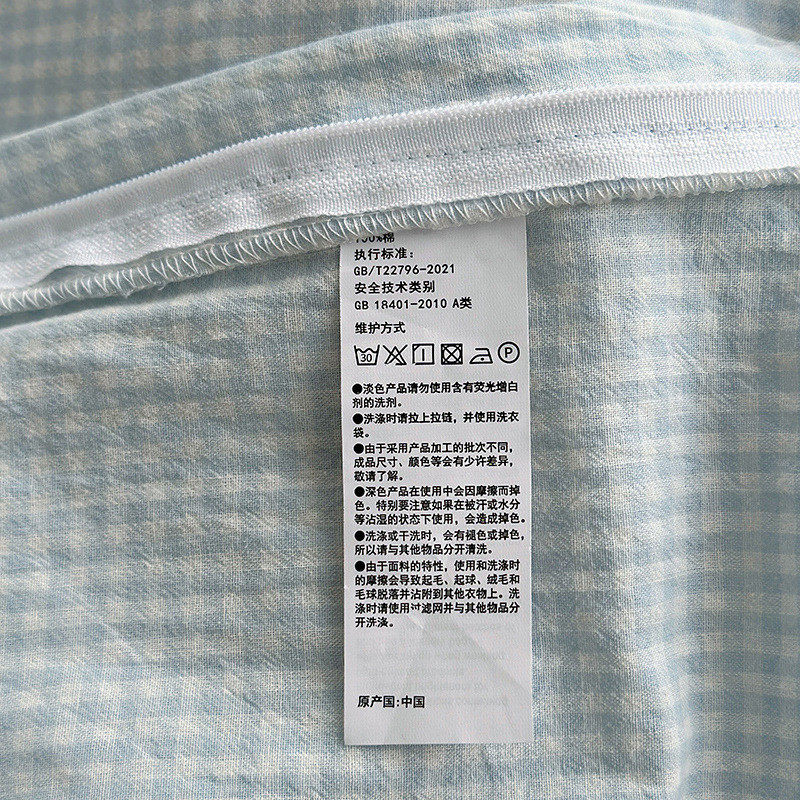 100%棉
执行标准：
GB/T22796-2021
安全技术类别
GB 18401-2010 A类
维护方式
30 P
●淡色产品请勿使用含有荧光增白
剂的洗剂。
●洗涤时请拉上拉链，并使用洗衣
袋。
●由于采用产品加工的批次不同，
成品尺寸、颜色等会有少许差异，
敬请了解。
●深色产品在使用中会因摩擦而掉
色。特别要注意如果在被汗或水分
等沾湿的状态下使用，会造成掉色。
●洗涤或干洗时，会有褪色或掉色，
所以请与其他物品分开清洗。
●由于面料的特性，使用和洗涤时
的摩擦会导致起毛、起球、绒毛和
毛球脱落并沾附到其他衣物上。洗
涤时请使用过滤网并与其他物品分
开洗涤。
原产国:中国